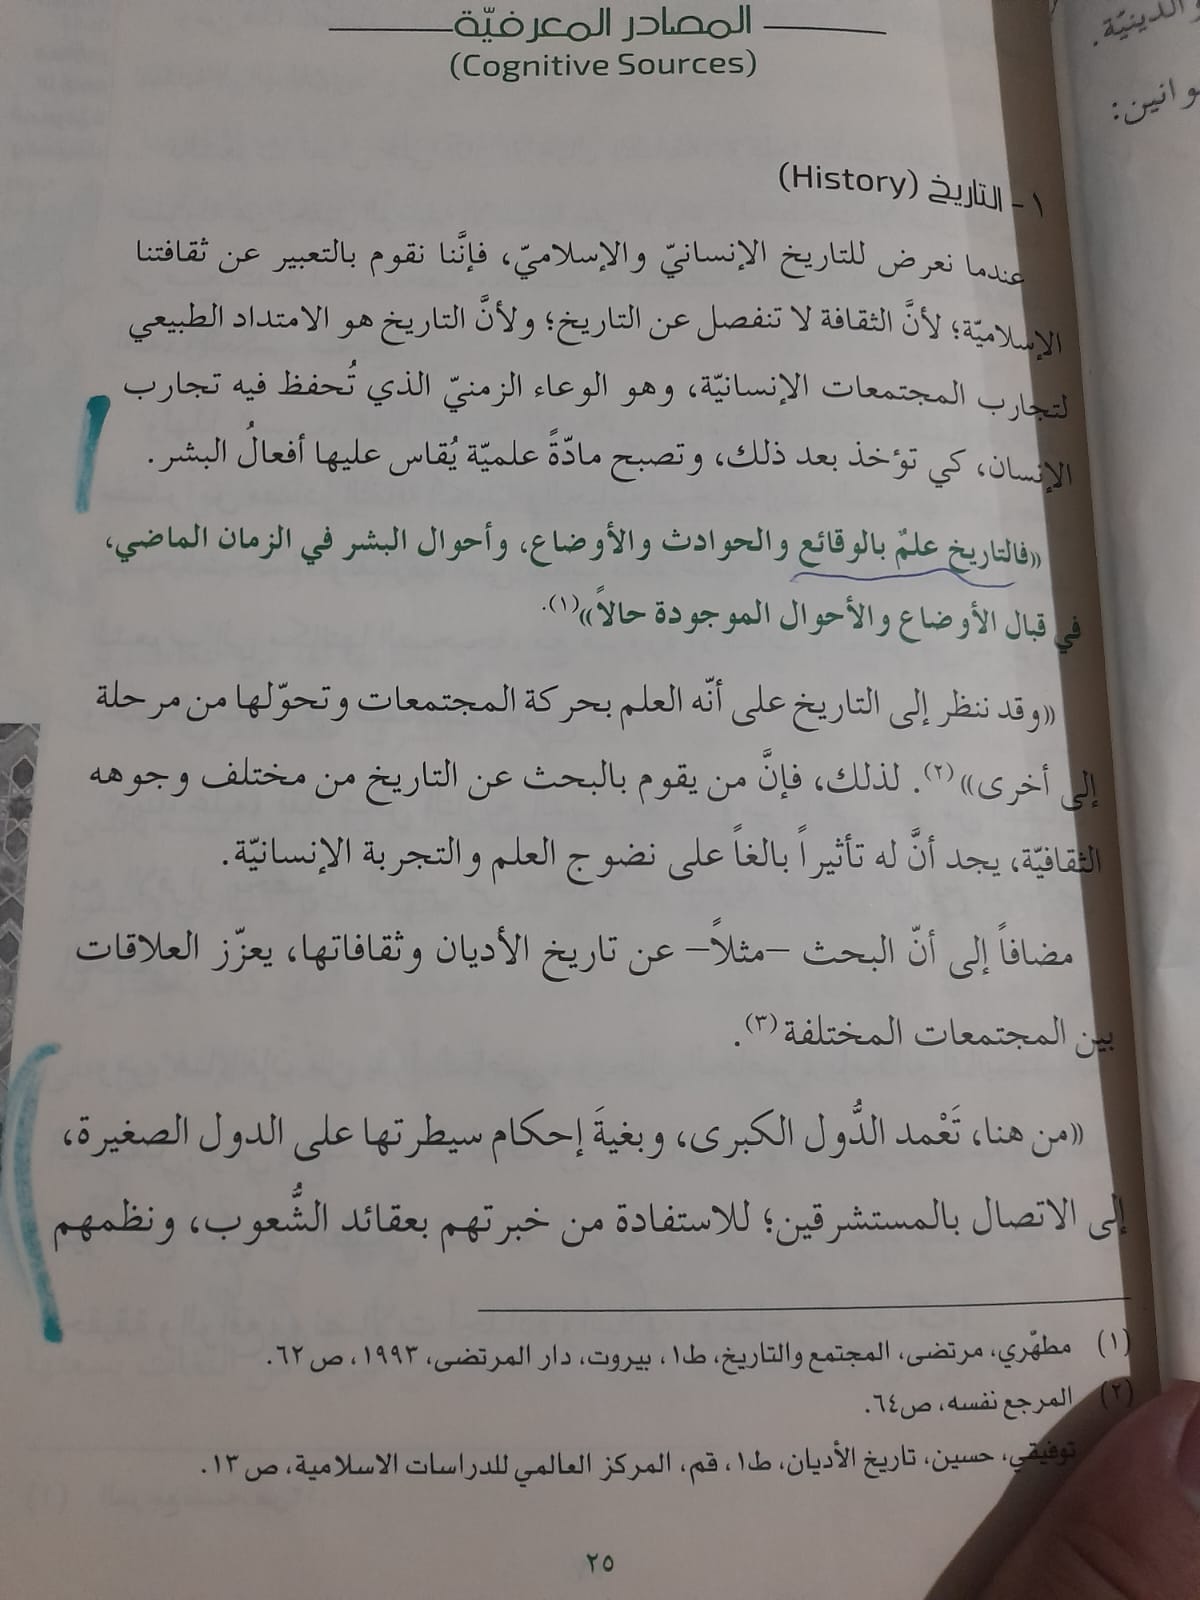 والدينيّة.
وانين:
المصادر المعرفيّة
(Cognitive Sources)
١- التاريخ (History)
عندما نعرض للتاريخ الإنسانيّ والإسلاميّ، فإنَّنا نقوم بالتعبير عن ثقافتنا
الإسلاميّة؛ لأنَّ الثقافة لا تنفصل عن التاريخ؛ ولأنَّ التاريخ هو الامتداد الطبيعي
لتجارب المجتمعات الإنسانيّة، وهو الوعاء الزمنيّ الذي تُحفظ فيه تجارب
الإنسان، كي تؤخذ بعد ذلك، وتصبح مادّةً علميّة يُقاس عليها أفعالُ البشر.
«فالتاريخ علمٌ بالوقائع والحوادث والأوضاع، وأحوال البشر في الزمان الماضي،
في قبال الأوضاع والأحوال الموجودة حالاً»(١).
«وقد ننظر إلى التاريخ على أنّه العلم بحركة المجتمعات وتحوّلها من مرحلة
إلى أخرى»(٢). لذلك، فإنَّ من يقوم بالبحث عن التاريخ من مختلف وجوهه
الثقافيّة، يجد أنَّ له تأثيراً بالغاً على نضوج العلم والتجربة الإنسانيّة.
مضافاً إلى أنّ البحث –مثلاً– عن تاريخ الأديان وثقافاتها، يعزّز العلاقات
بين المجتمعات المختلفة(٣).
«من هنا، تَعْمد الدُّول الكبرى، وبغيةَ إحكام سيطرتها على الدول الصغيرة،
إلى الاتصال بالمستشرقين؛ للاستفادة من خبرتهم بعقائد الشُّعوب، ونظمهم
(١) مطهّري، مرتضى، المجتمع والتاريخ، ط١، بيروت، دار المرتضى، ١٩٩٣، ص٦٢.
(٢) المرجع نفسه، ص٦٤.
توفيقي، حسين، تاريخ الأديان، ط١، قم، المركز العالمي للدراسات الاسلامية، ص١٣.
٢٥